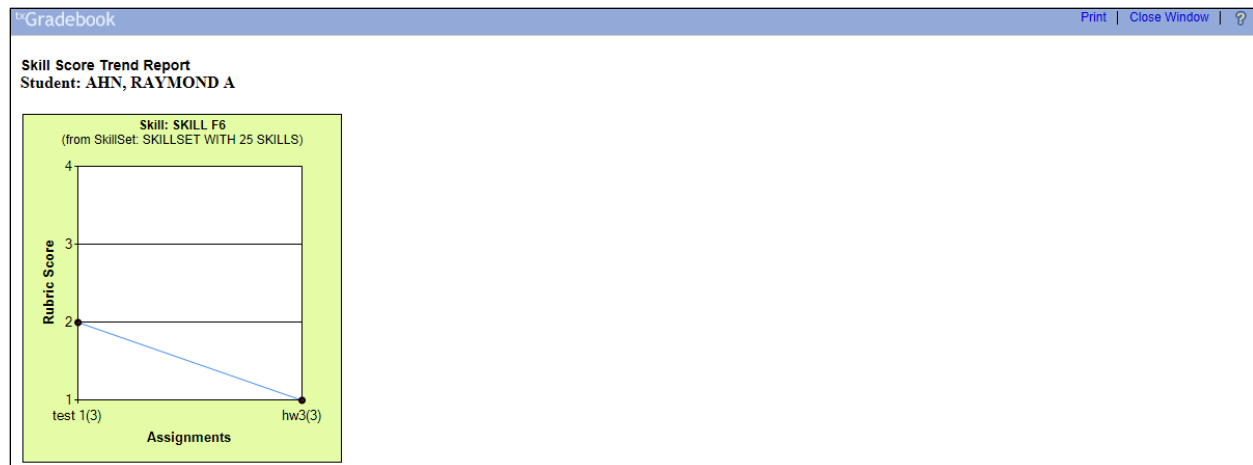 txGradebook
Print | Close Window | ?
Skill Score Trend Report
Student: AHN, RAYMOND A
Skill: SKILL F6
(from SkillSet: SKILLSET WITH 25 SKILLS)
4
3
Rubric Score
2
1
test 1(3) hw3(3)
Assignments